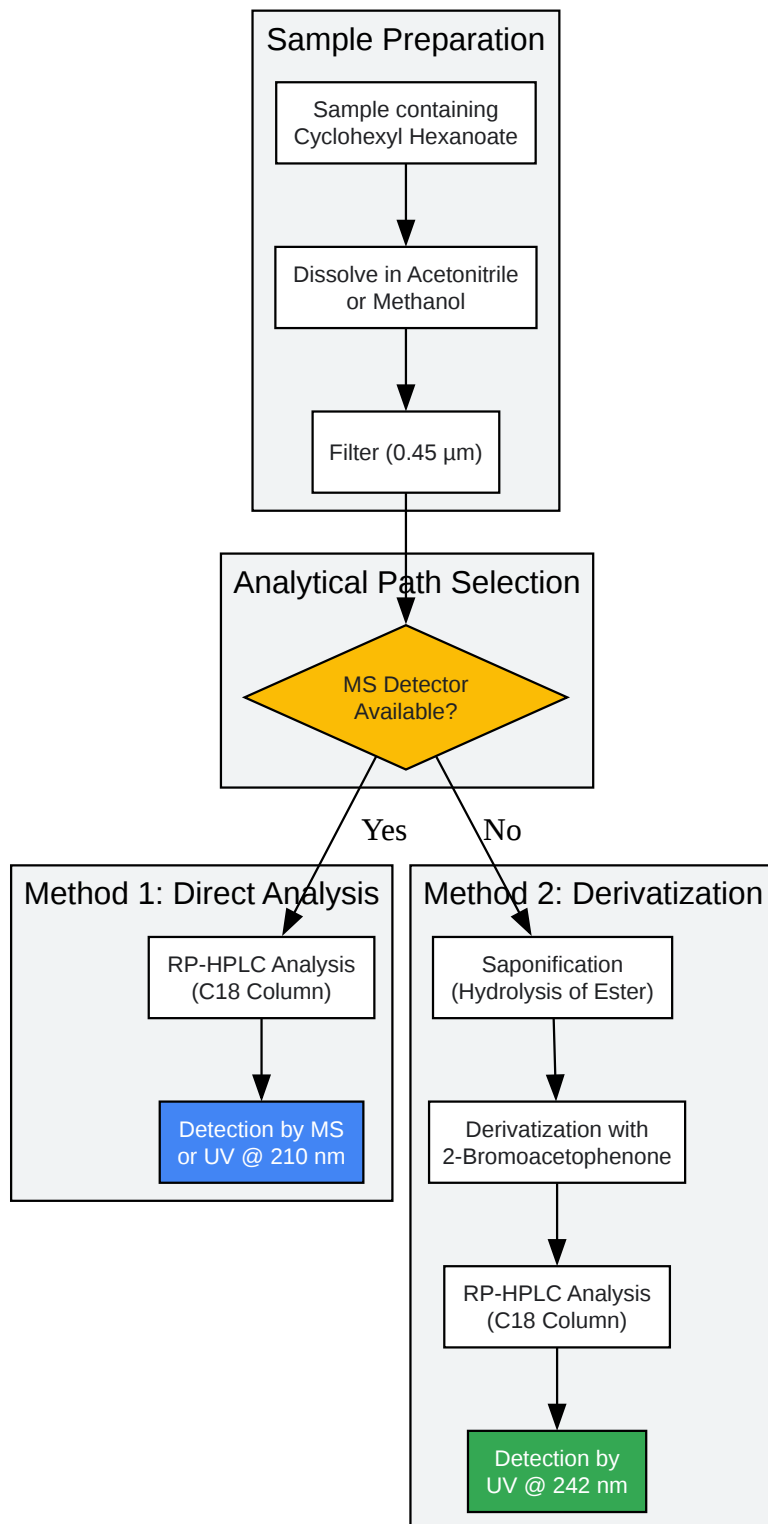 Sample Preparation
Sample containing
Cyclohexyl Hexanoate
Dissolve in Acetonitrile
or Methanol
Filter (0.45 µm)
Analytical Path Selection
MS Detector
Available?
Yes
No
Method 1: Direct Analysis
RP-HPLC Analysis
(C18 Column)
Detection by MS
or UV @ 210 nm
Method 2: Derivatization
Saponification
(Hydrolysis of Ester)
Derivatization with
2-Bromoacetophenone
RP-HPLC Analysis
(C18 Column)
Detection by
UV @ 242 nm